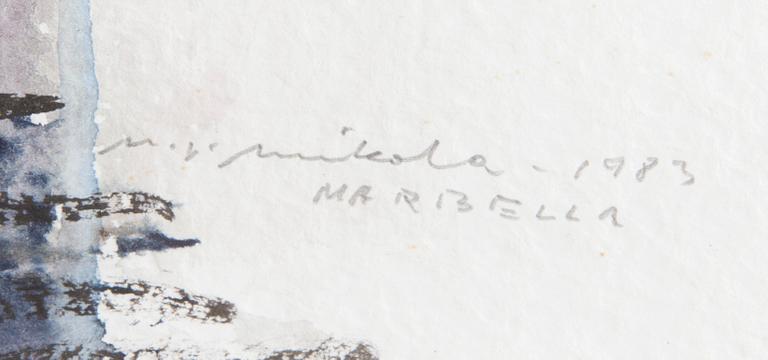 n.y. mikola - 1983
MARBELLA